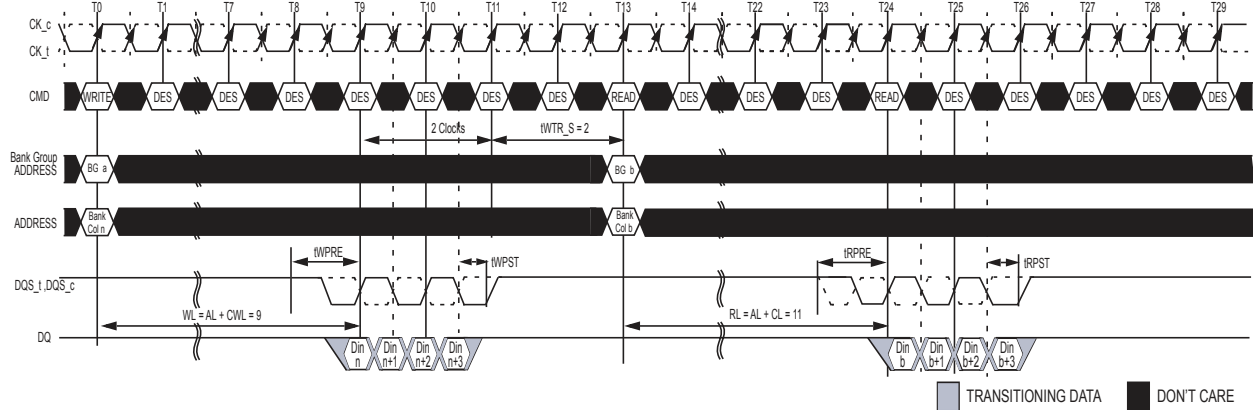 T0 T1 T7 T8 T9 T10 T11 T12 T13 T14 T22 T23 T24 T25 T26 T27 T28 T29
CK_c
CK_t
CMD WRITE DES DES DES DES DES DES DES READ DES DES DES READ DES DES DES DES DES
2 Clocks tWTR_S = 2
Bank Group
ADDRESS BG a BG b
ADDRESS Bank
Col n Bank
Col b
tWPRE tWPST tRPRE tRPST
DQS_t ,DQS_c
WL = AL + CWL = 9 RL = AL + CL = 11
DQ Din
n Din
n+1 Din
n+2 Din
n+3 Din
b Din
b+1 Din
b+2 Din
b+3
TRANSITIONING DATA DON'T CARE